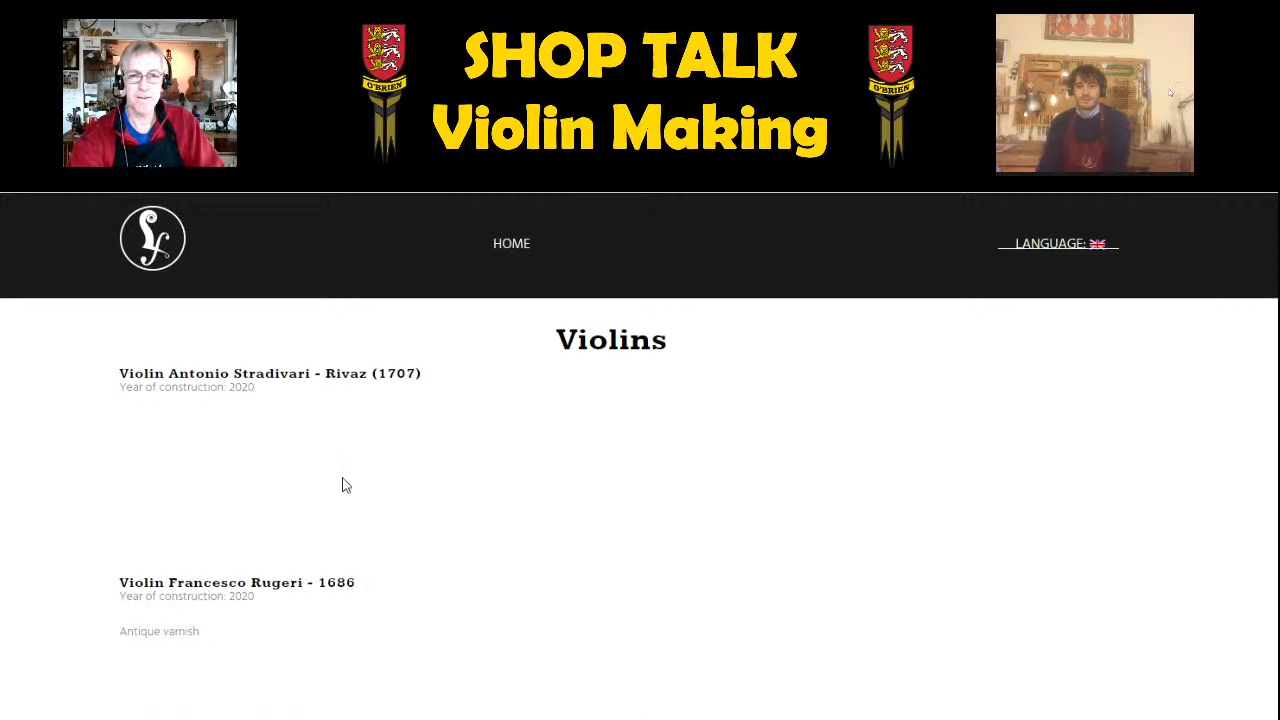 SHOP TALK
Violin Making
O'BRIEN
O'BRIEN
HOME
LANGUAGE:
Violins
Violin Antonio Stradivari - Rivaz (1707)
Year of construction: 2020
Violin Francesco Rugeri - 1686
Year of construction: 2020
Antique varnish